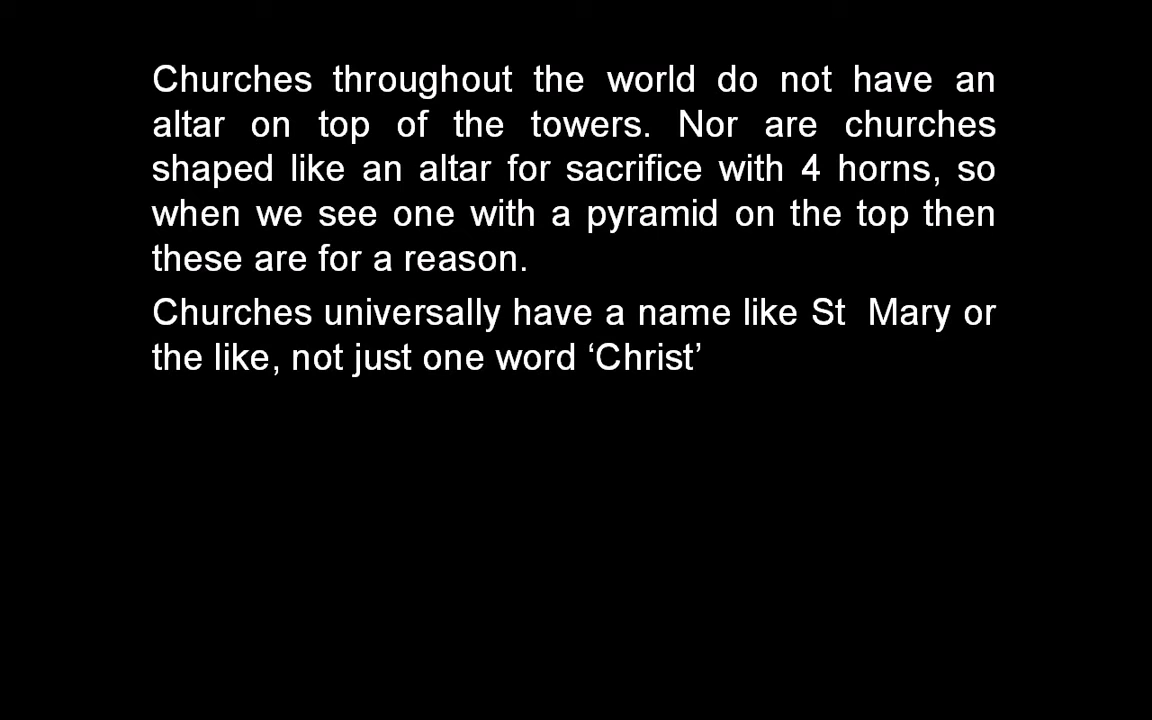 Churches throughout the world do not have an
altar on top of the towers. Nor are churches
shaped like an altar for sacrifice with 4 horns, so
when we see one with a pyramid on the top then
these are for a reason.
Churches universally have a name like St  Mary or
the like, not just one word ‘Christ’